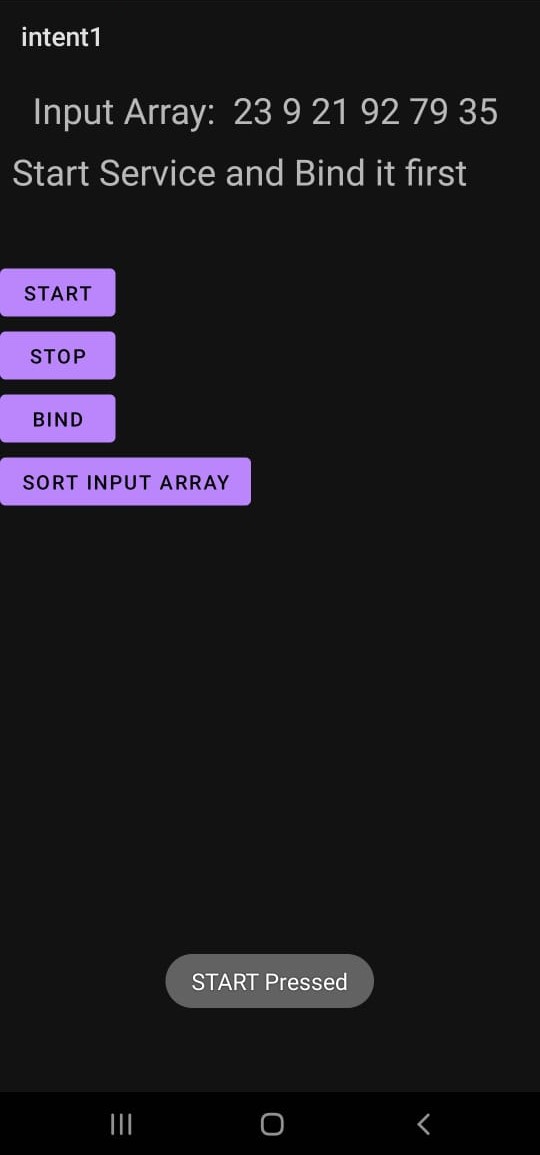 intent1
Input Array:  23 9 21 92 79 35
Start Service and Bind it first
START
STOP
BIND
SORT INPUT ARRAY
START Pressed